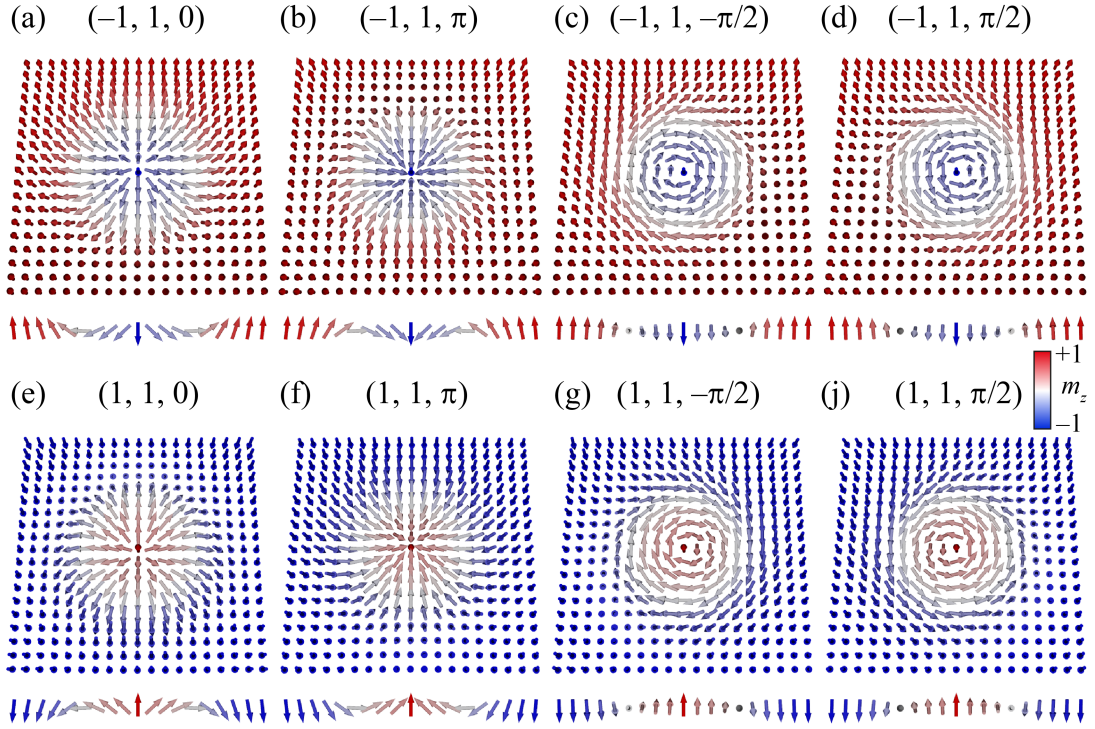 (a) (–1, 1, 0) (b) (–1, 1, π) (c) (–1, 1, –π/2) (d) (–1, 1, π/2)
+1
m_z
–1
(e) (1, 1, 0) (f) (1, 1, π) (g) (1, 1, –π/2) (j) (1, 1, π/2)